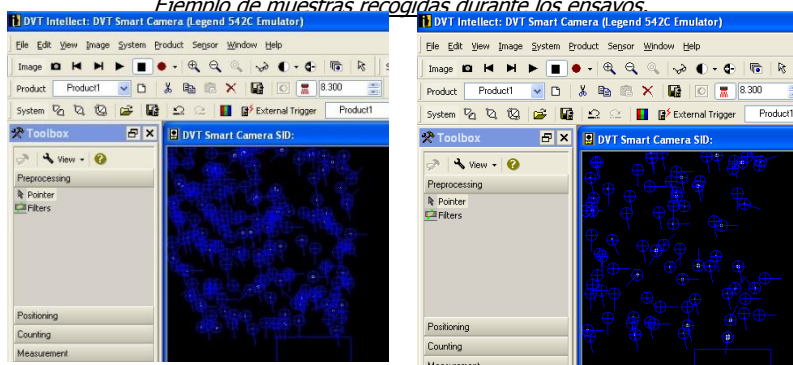 Ejemplo de muestras recogidas durante los ensayos.
DVT Intellect: DVT Smart Camera (Legend 542C Emulator)
File Edit View Image System Product Sensor Window Help
Image
Product Product1 8.300
System External Trigger Product1
Toolbox
DVT Smart Camera SID:
View
Preprocessing
Pointer
Filters
Positioning
Counting
Measurement
DVT Intellect: DVT Smart Camera (Legend 542C Emulator)
File Edit View Image System Product Sensor Window Help
Image
Product Product1 8.300
System External Trigger Product1
Toolbox
DVT Smart Camera SID:
View
Preprocessing
Pointer
Filters
Positioning
Counting